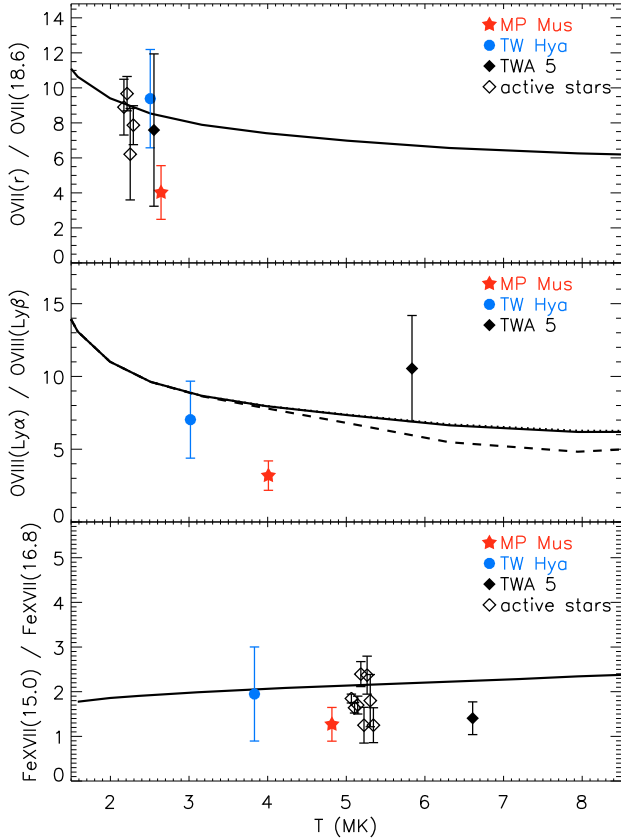 OVII(r) / OVII(18.6)
14
12
10
8
6
4
2
0
MP Mus
TW Hya
TWA 5
active stars
OVIII(Lyα) / OVIII(Lyβ)
15
10
5
0
MP Mus
TW Hya
TWA 5
FeXVII(15.0) / FeXVII(16.8)
5
4
3
2
1
0
MP Mus
TW Hya
TWA 5
active stars
2 3 4 5 6 7 8
T (MK)